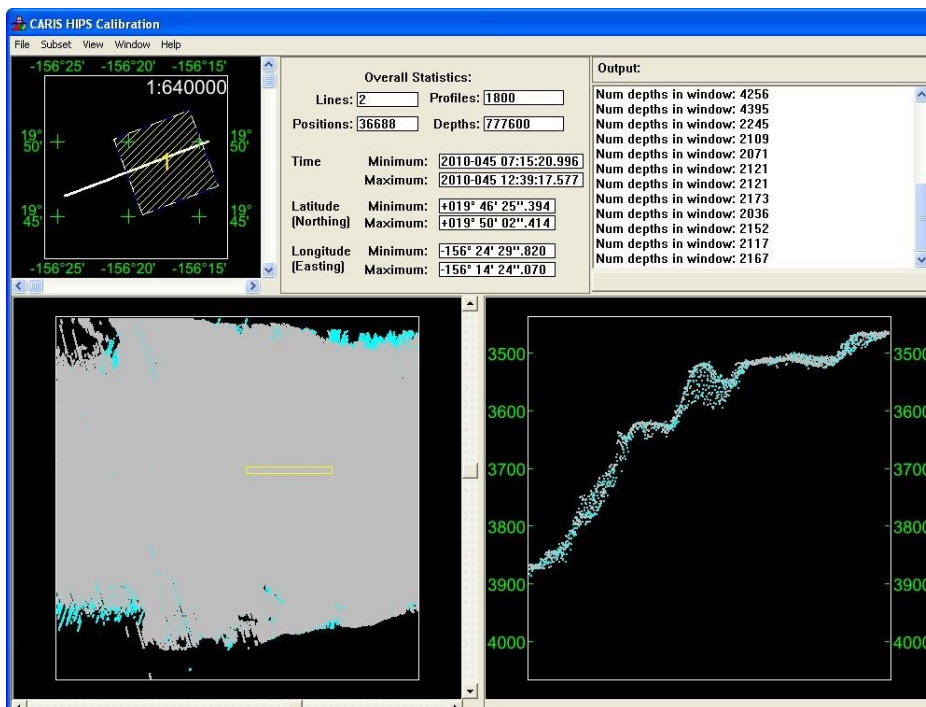 CARIS HIPS Calibration
File Subset View Window Help
-156°25' -156°20' -156°15'
1:640000
19° 50' 19° 50'
1
19° 45' 19° 45'
-156°25' -156°20' -156°15'
Overall Statistics:
Lines: 2 Profiles: 1800
Positions: 36688 Depths: 777600
Time Minimum: 2010-045 07:15:20.996
Maximum: 2010-045 12:39:17.577
Latitude Minimum: +019° 46' 25".394
(Northing) Maximum: +019° 50' 02".414
Longitude Minimum: -156° 24' 29".820
(Easting) Maximum: -156° 14' 24".070
Output:
Num depths in window: 4256
Num depths in window: 4395
Num depths in window: 2245
Num depths in window: 2109
Num depths in window: 2071
Num depths in window: 2121
Num depths in window: 2121
Num depths in window: 2173
Num depths in window: 2036
Num depths in window: 2152
Num depths in window: 2117
Num depths in window: 2167
3500 3500
3600 3600
3700 3700
3800 3800
3900 3900
4000 4000